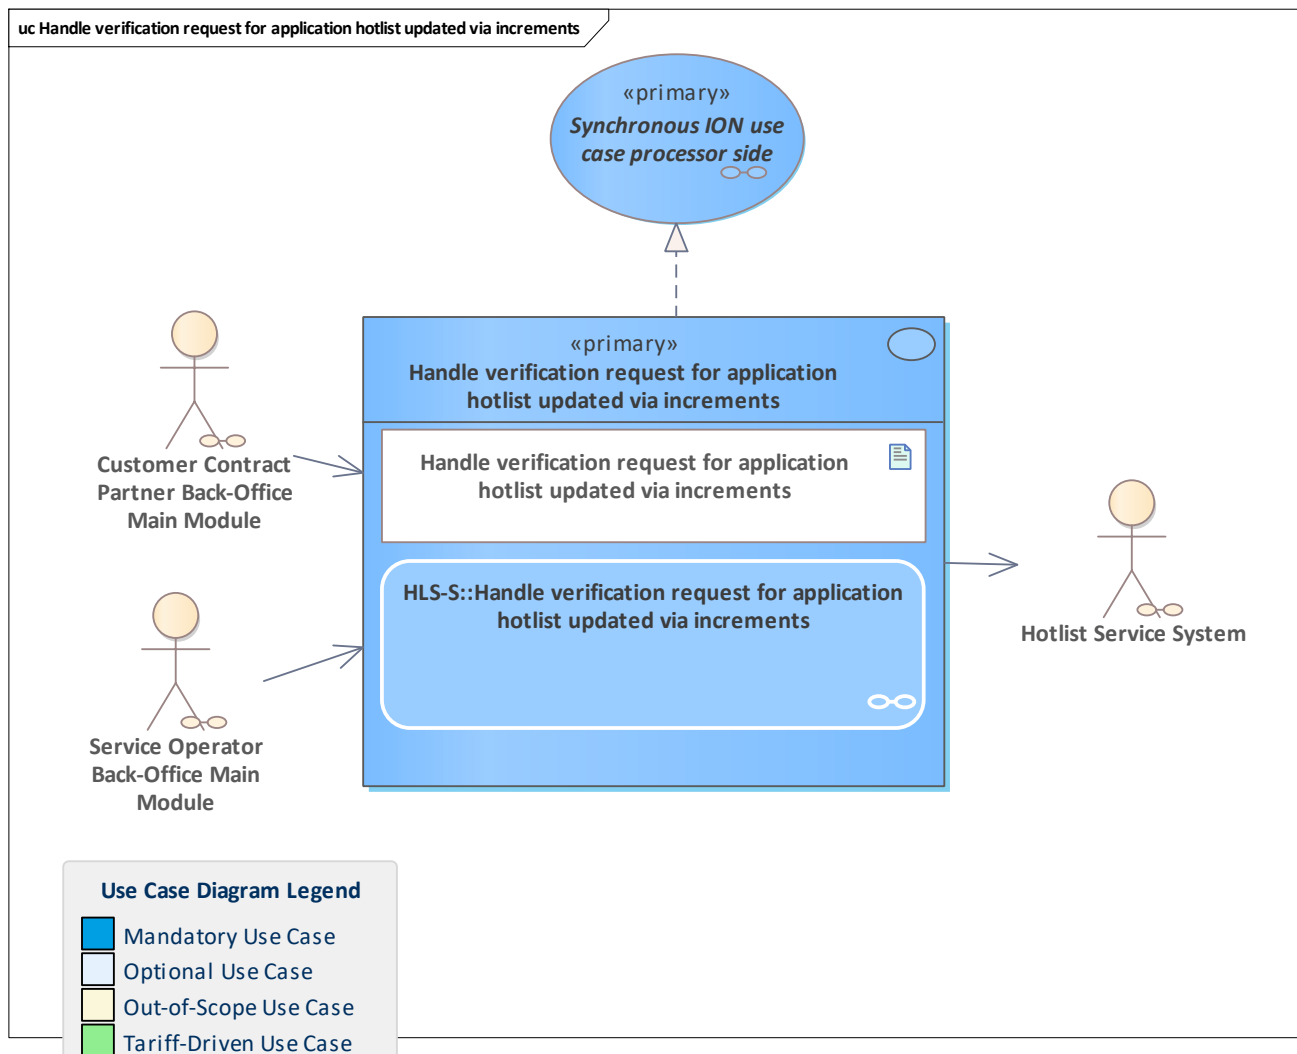 uc Handle verification request for application hotlist updated via increments
«primary»
Synchronous ION use
case processor side
«primary»
Handle verification request for application
hotlist updated via increments
Handle verification request for application
hotlist updated via increments
HLS-S::Handle verification request for application
hotlist updated via increments
Customer Contract
Partner Back-Office
Main Module
Service Operator
Back-Office Main
Module
Hotlist Service System
Use Case Diagram Legend
Mandatory Use Case
Optional Use Case
Out-of-Scope Use Case
Tariff-Driven Use Case